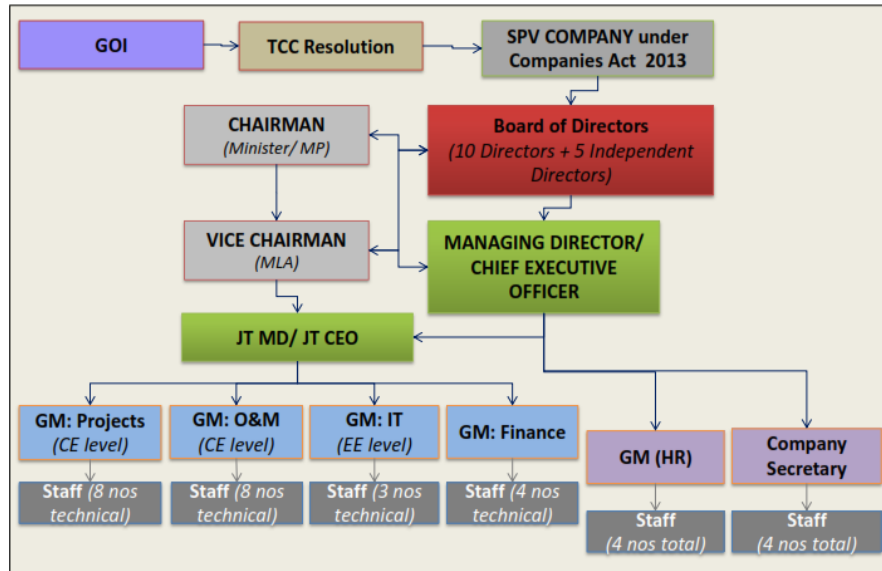 GOI
TCC Resolution
SPV COMPANY under
Companies Act 2013
CHAIRMAN
(Minister/ MP)
Board of Directors
(10 Directors + 5 Independent
Directors)
VICE CHAIRMAN
(MLA)
MANAGING DIRECTOR/
CHIEF EXECUTIVE
OFFICER
JT MD/ JT CEO
GM: Projects
(CE level)
GM: O&M
(CE level)
GM: IT
(EE level)
GM: Finance
GM (HR)
Company
Secretary
Staff (8 nos
technical)
Staff (8 nos
technical)
Staff (3 nos
technical)
Staff (4 nos
technical)
Staff
(4 nos total)
Staff
(4 nos total)